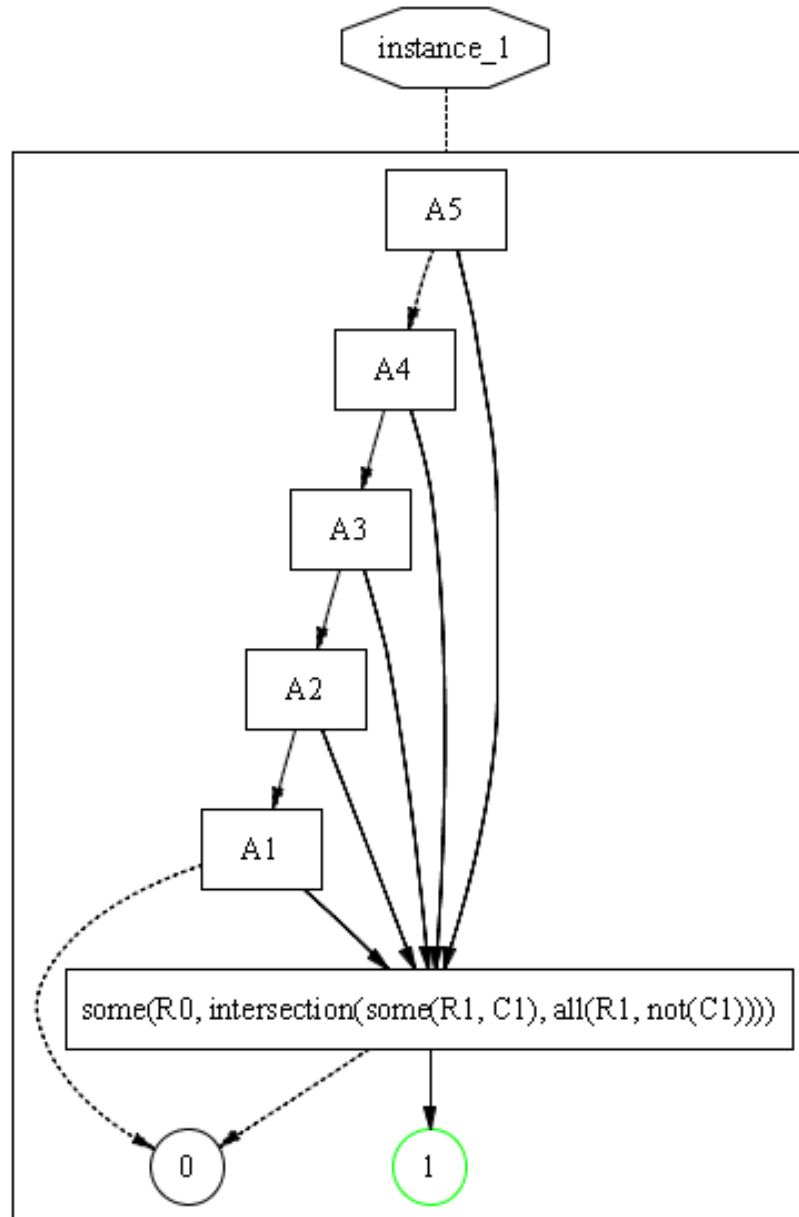 instance_1
A5
A4
A3
A2
A1
some(R0, intersection(some(R1, C1), all(R1, not(C1))))
0
1